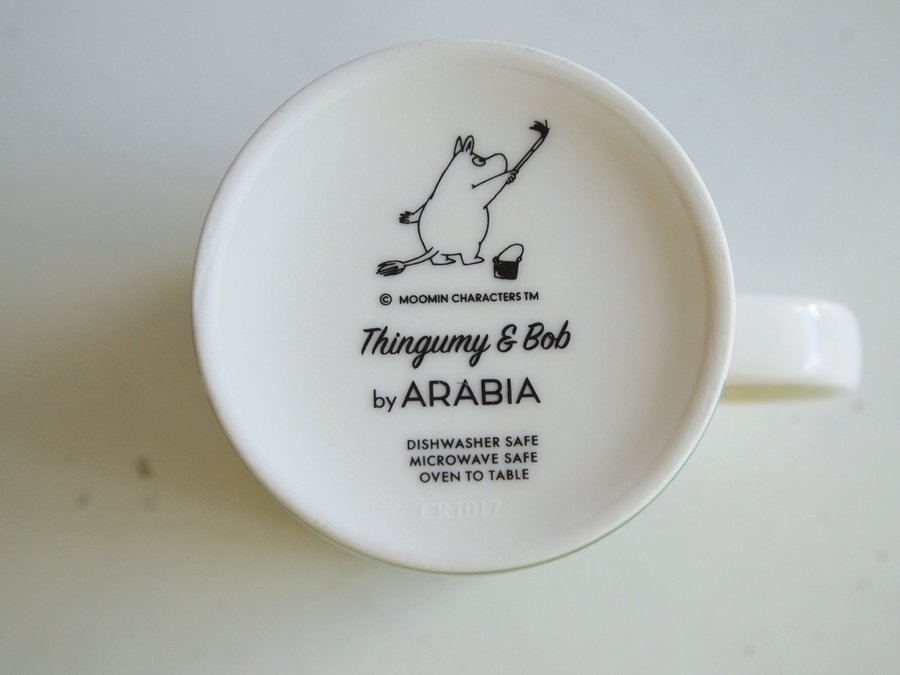 © MOOMIN CHARACTERS TM
Thingumy & Bob
by ARABIA
DISHWASHER SAFE
MICROWAVE SAFE
OVEN TO TABLE
CR1017